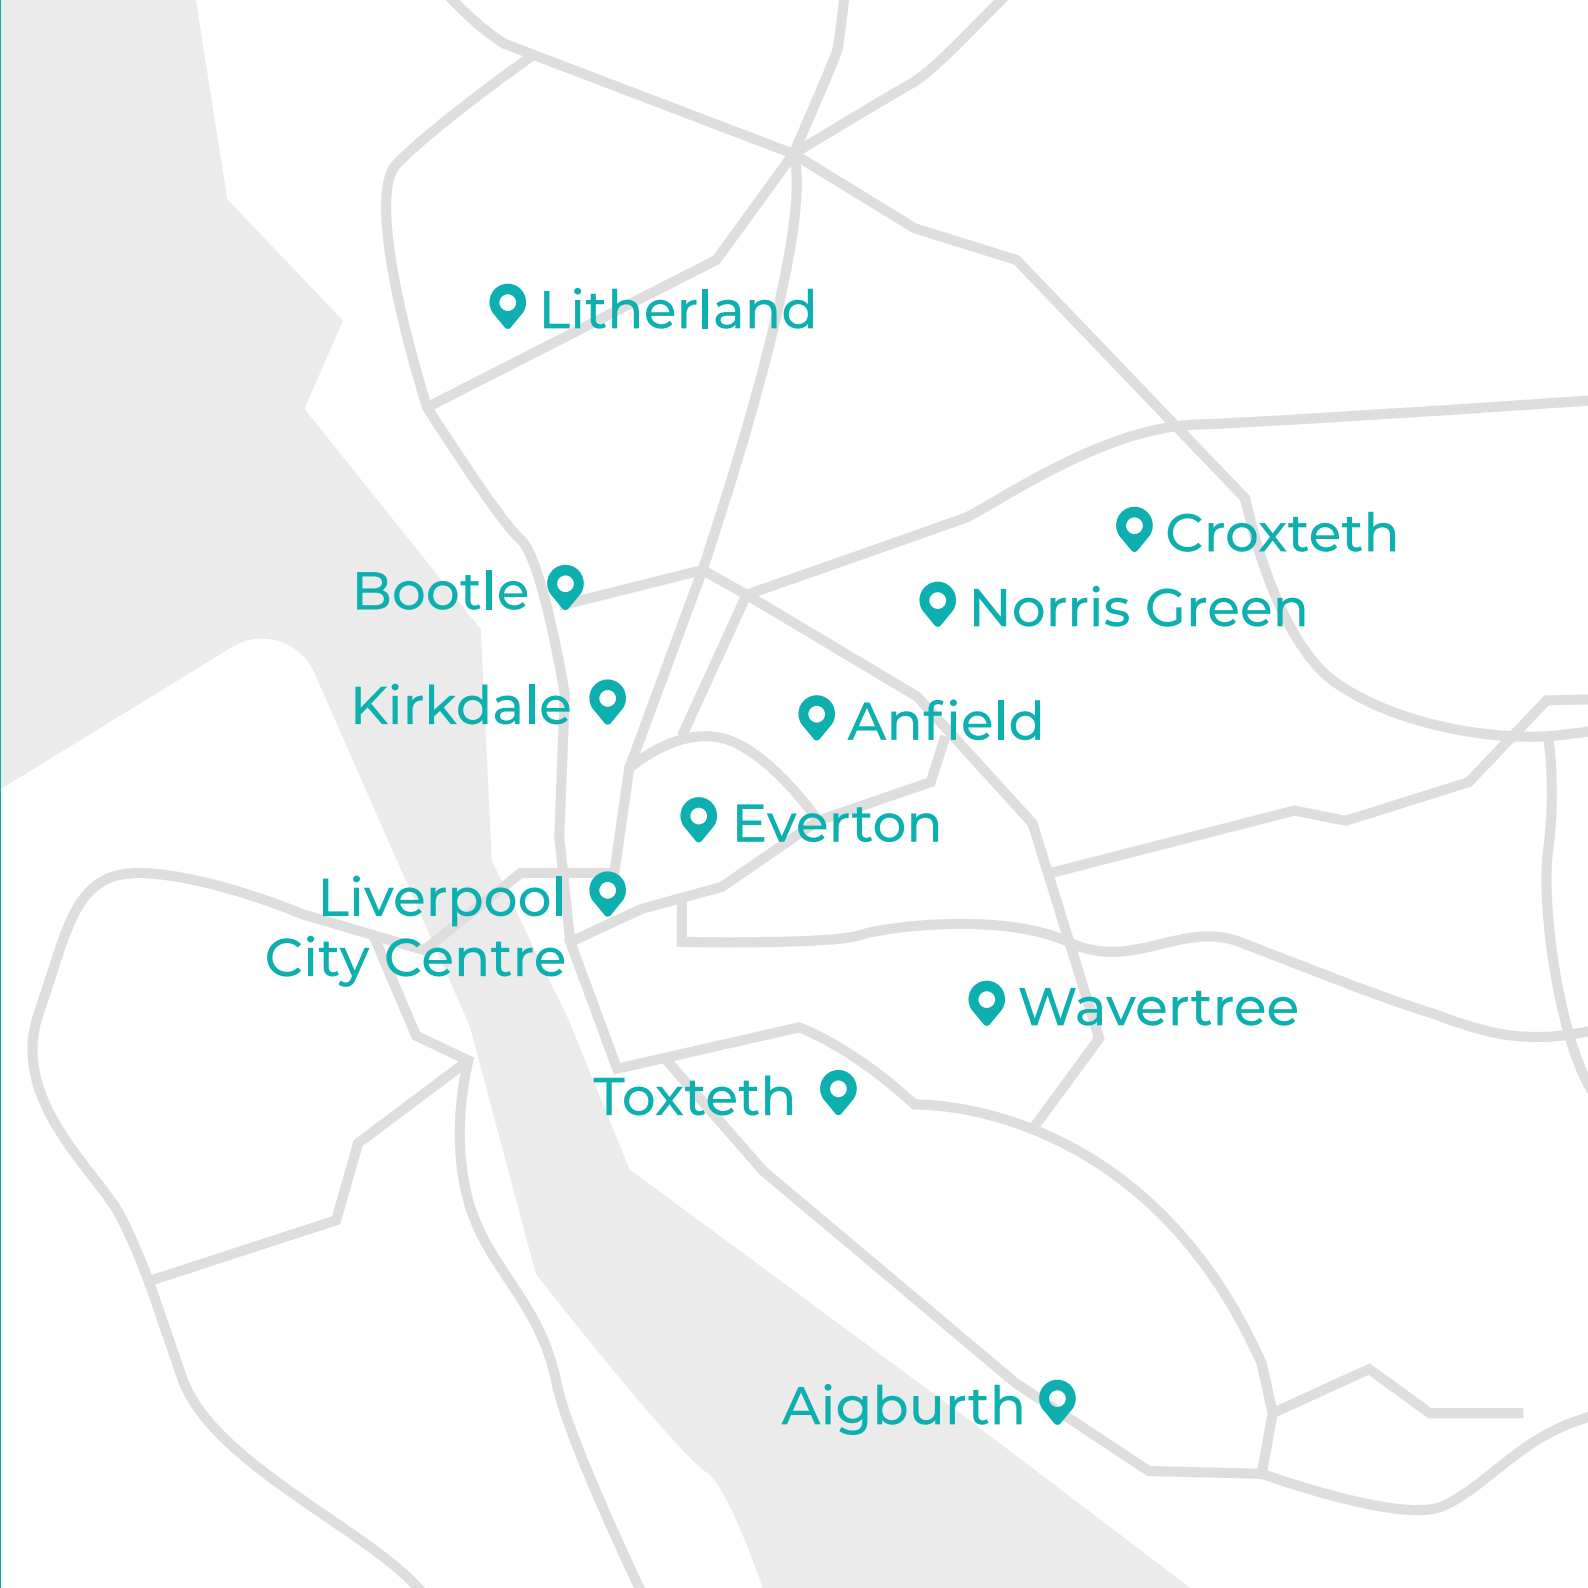 Litherland
Croxteth
Bootle
Norris Green
Kirkdale
Anfield
Everton
Liverpool
City Centre
Wavertree
Toxteth
Aigburth